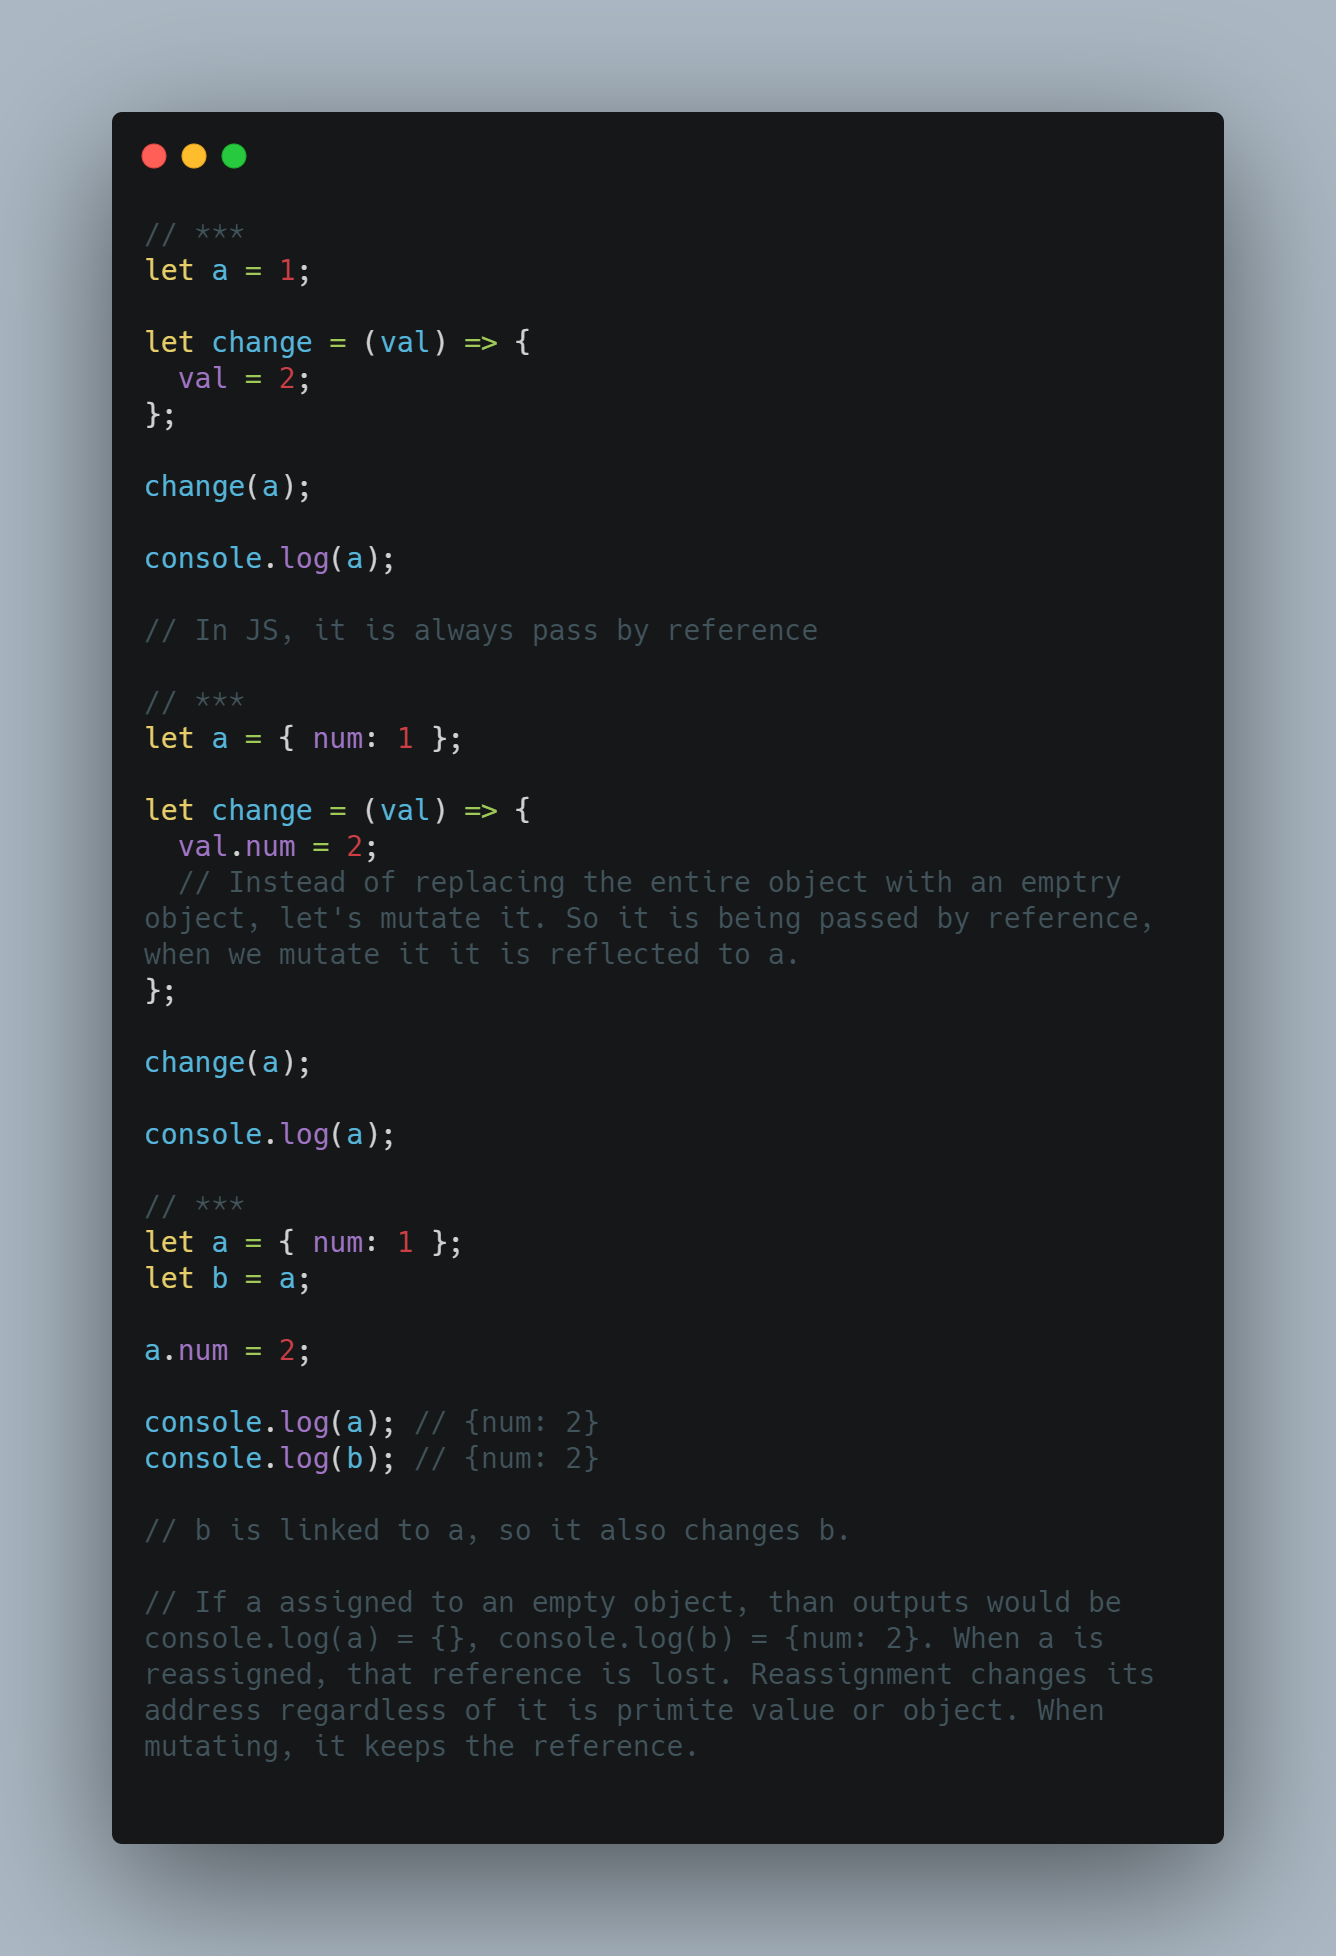 // ***
let a = 1;
let change = (val) => {
  val = 2;
};
change(a);
console.log(a);
// In JS, it is always pass by reference
// ***
let a = { num: 1 };
let change = (val) => {
  val.num = 2;
  // Instead of replacing the entire object with an emptry
object, let's mutate it. So it is being passed by reference,
when we mutate it it is reflected to a.
};
change(a);
console.log(a);
// ***
let a = { num: 1 };
let b = a;
a.num = 2;
console.log(a); // {num: 2}
console.log(b); // {num: 2}
// b is linked to a, so it also changes b.
// If a assigned to an empty object, than outputs would be
console.log(a) = {}, console.log(b) = {num: 2}. When a is
reassigned, that reference is lost. Reassignment changes its
address regardless of it is primite value or object. When
mutating, it keeps the reference.